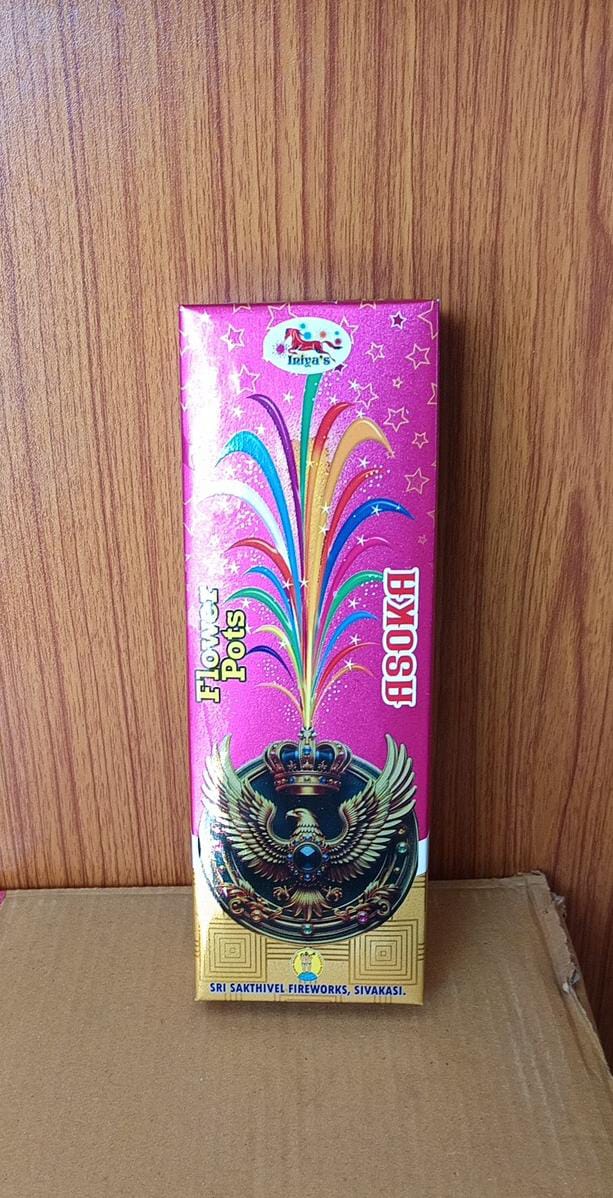 Iniya's
Flower
Pots
ASOKA
SRI SAKTHIVEL FIREWORKS, SIVAKASI.